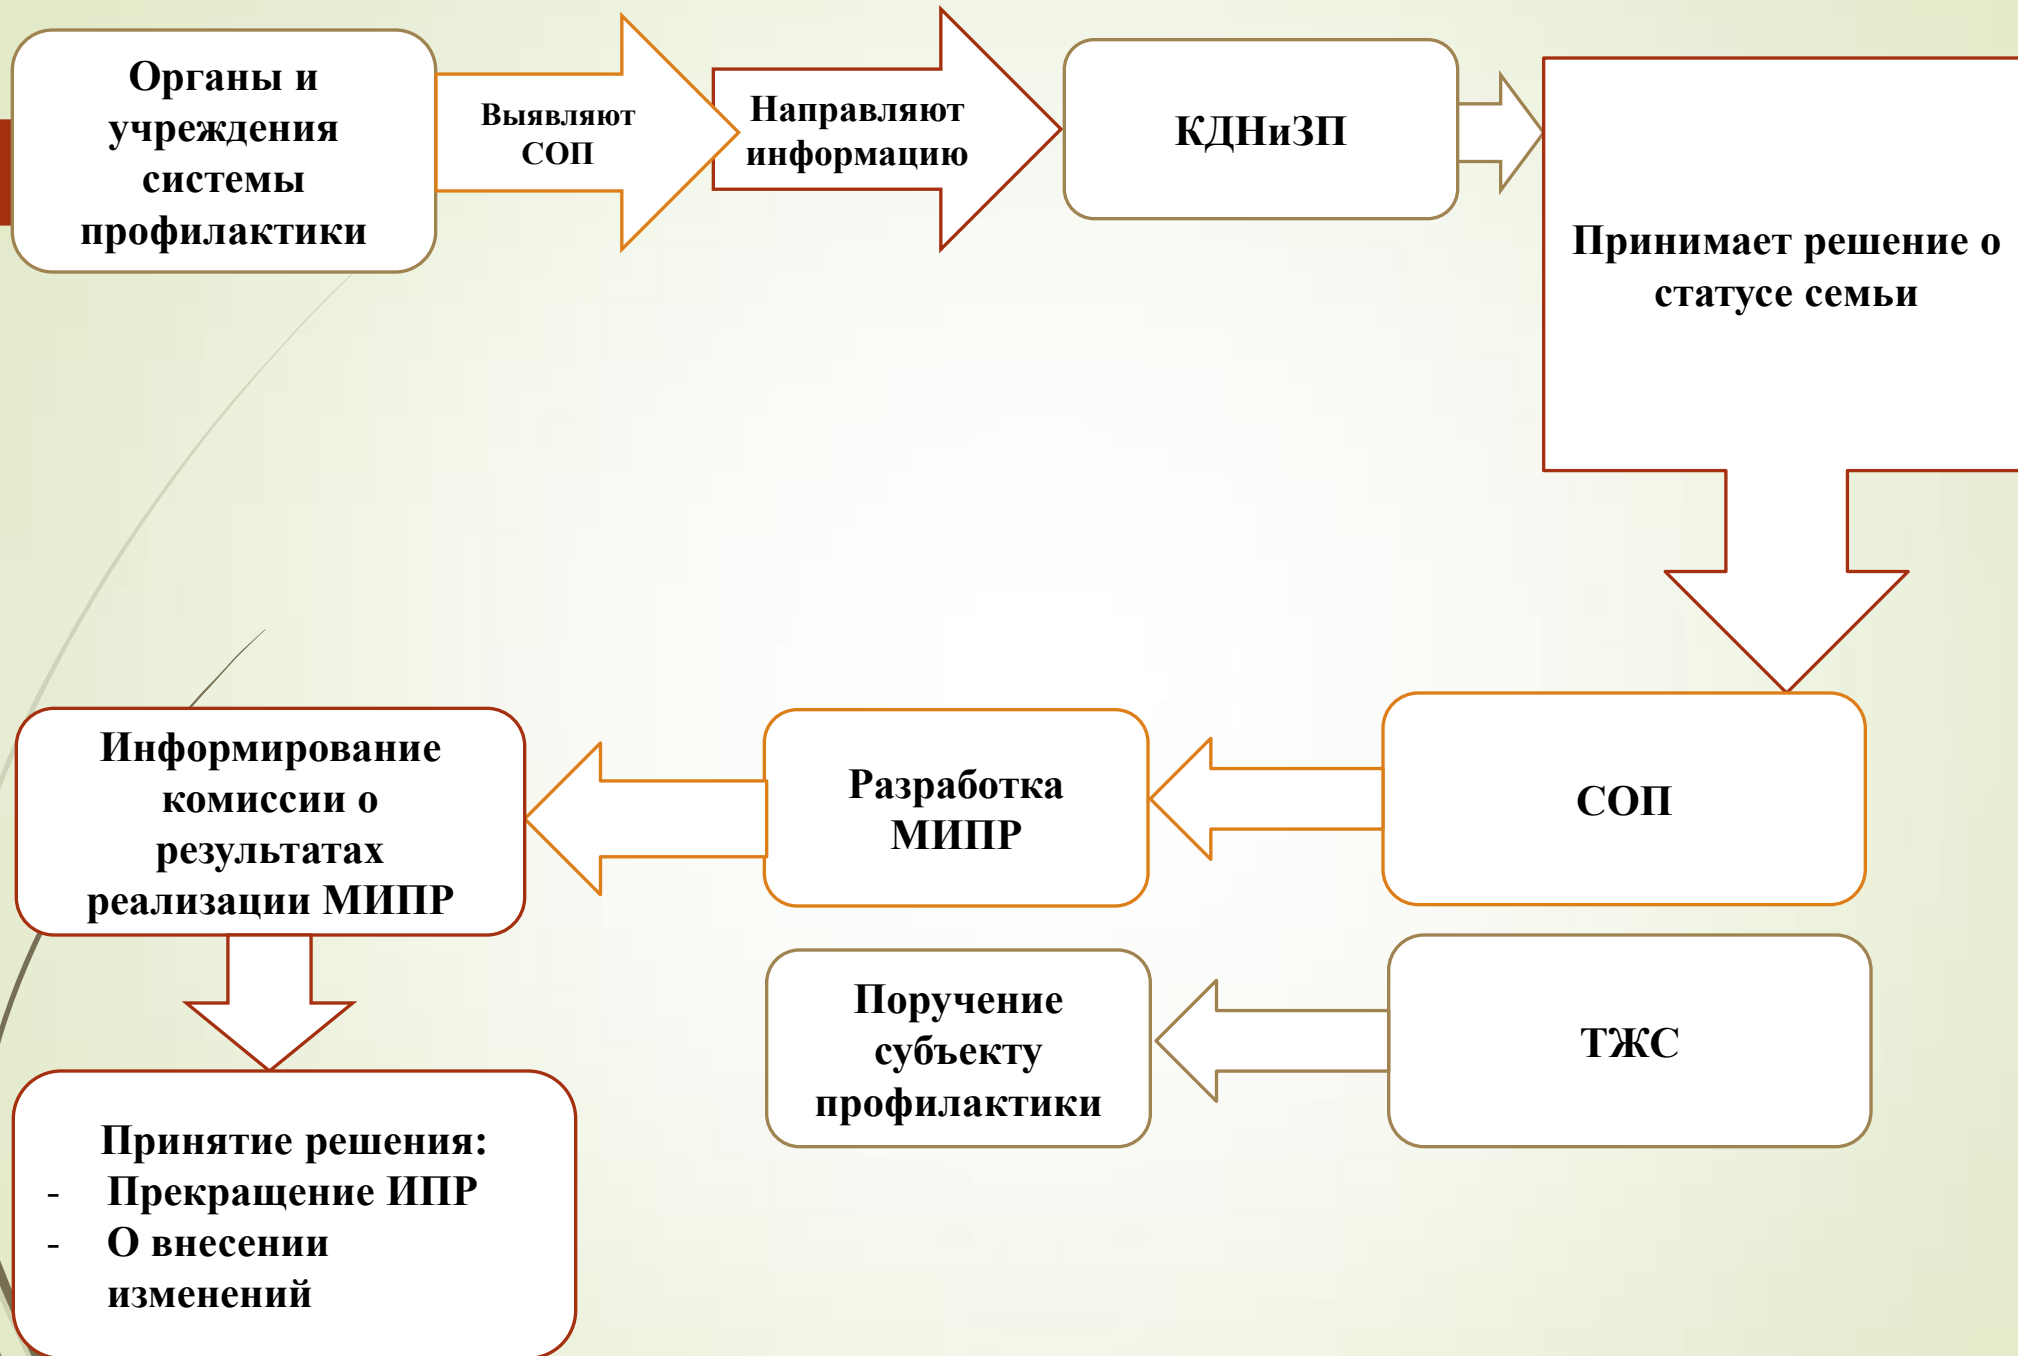 Органы и
учреждения
системы
профилактики
Выявляют
СОП
Направляют
информацию
КДНиЗП
Принимает решение о
статусе семьи
СОП
Разработка
МИПР
Информирование
комиссии о
результатах
реализации МИПР
ТЖС
Поручение
субъекту
профилактики
Принятие решения:
- Прекращение ИПР
- О внесении
изменений